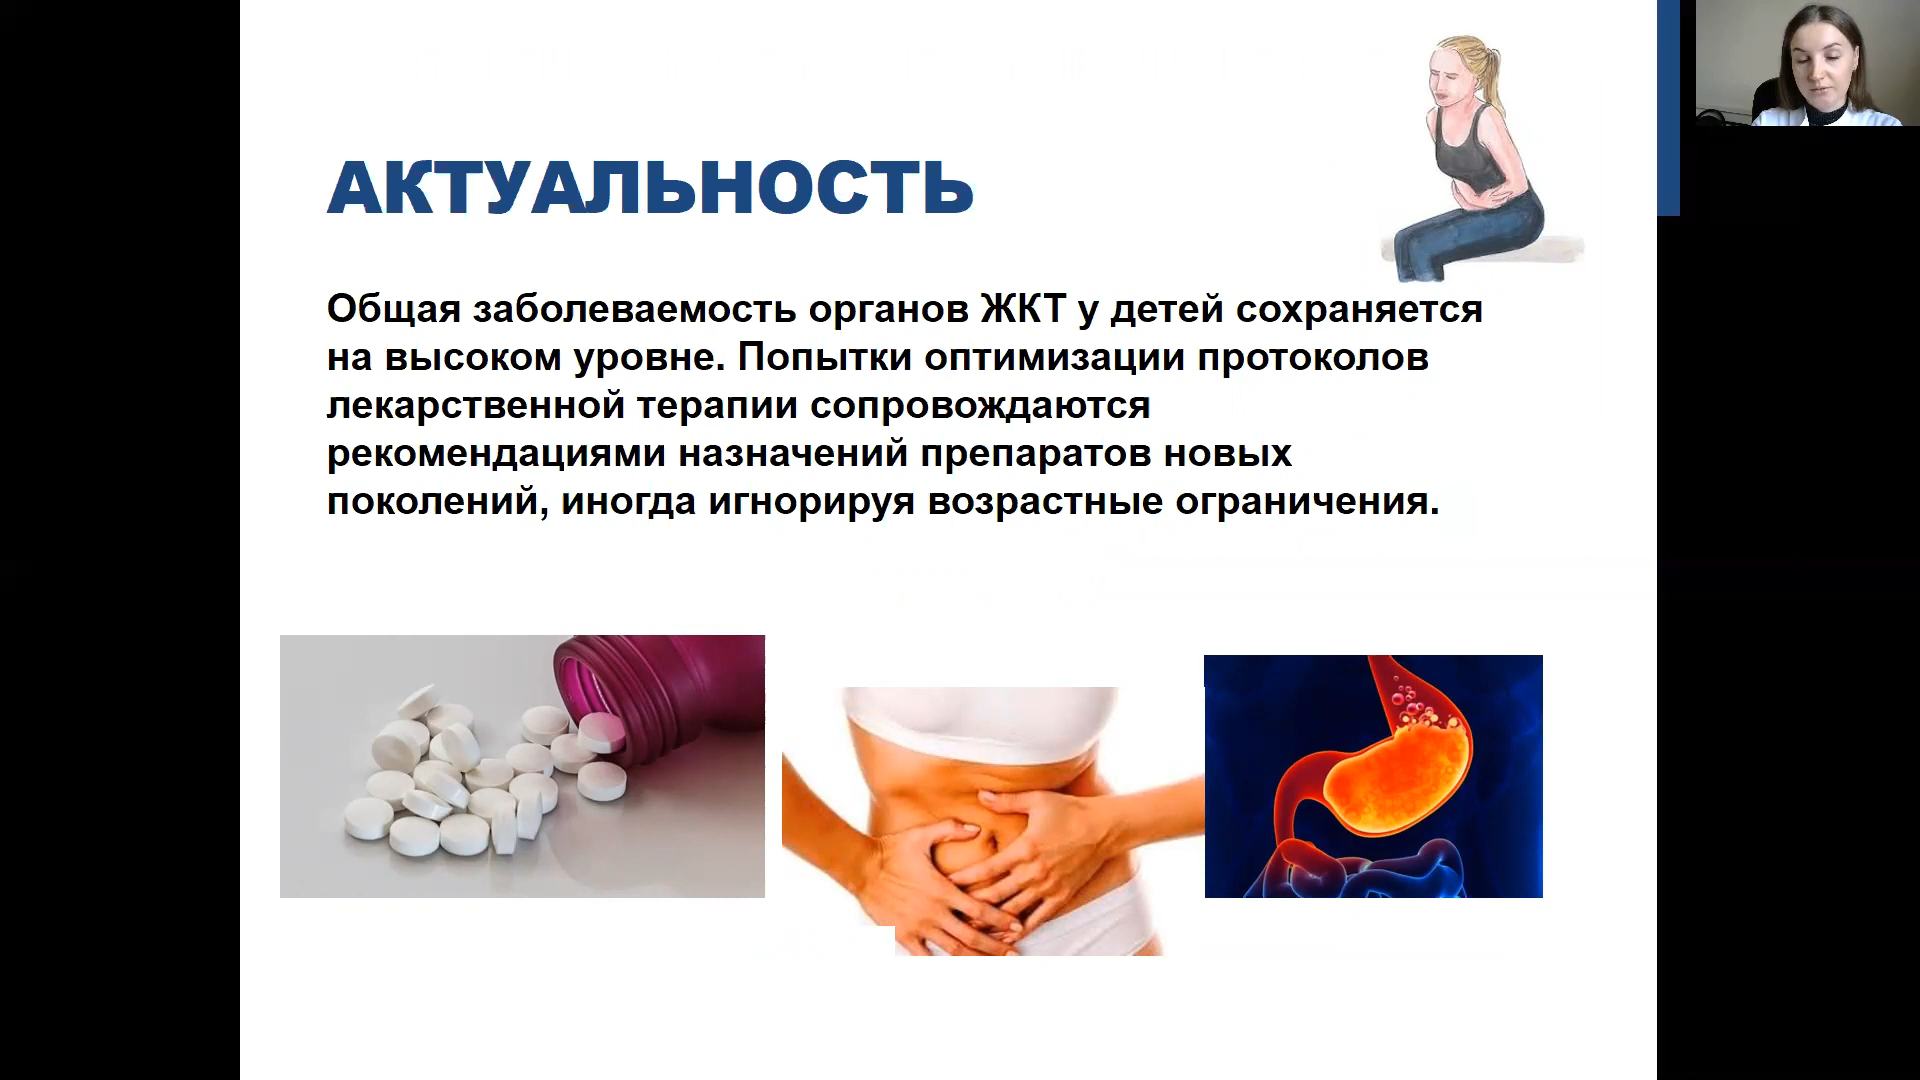 АКТУАЛЬНОСТЬ
Общая заболеваемость органов ЖКТ у детей сохраняется
на высоком уровне. Попытки оптимизации протоколов
лекарственной терапии сопровождаются
рекомендациями назначений препаратов новых
поколений, иногда игнорируя возрастные ограничения.